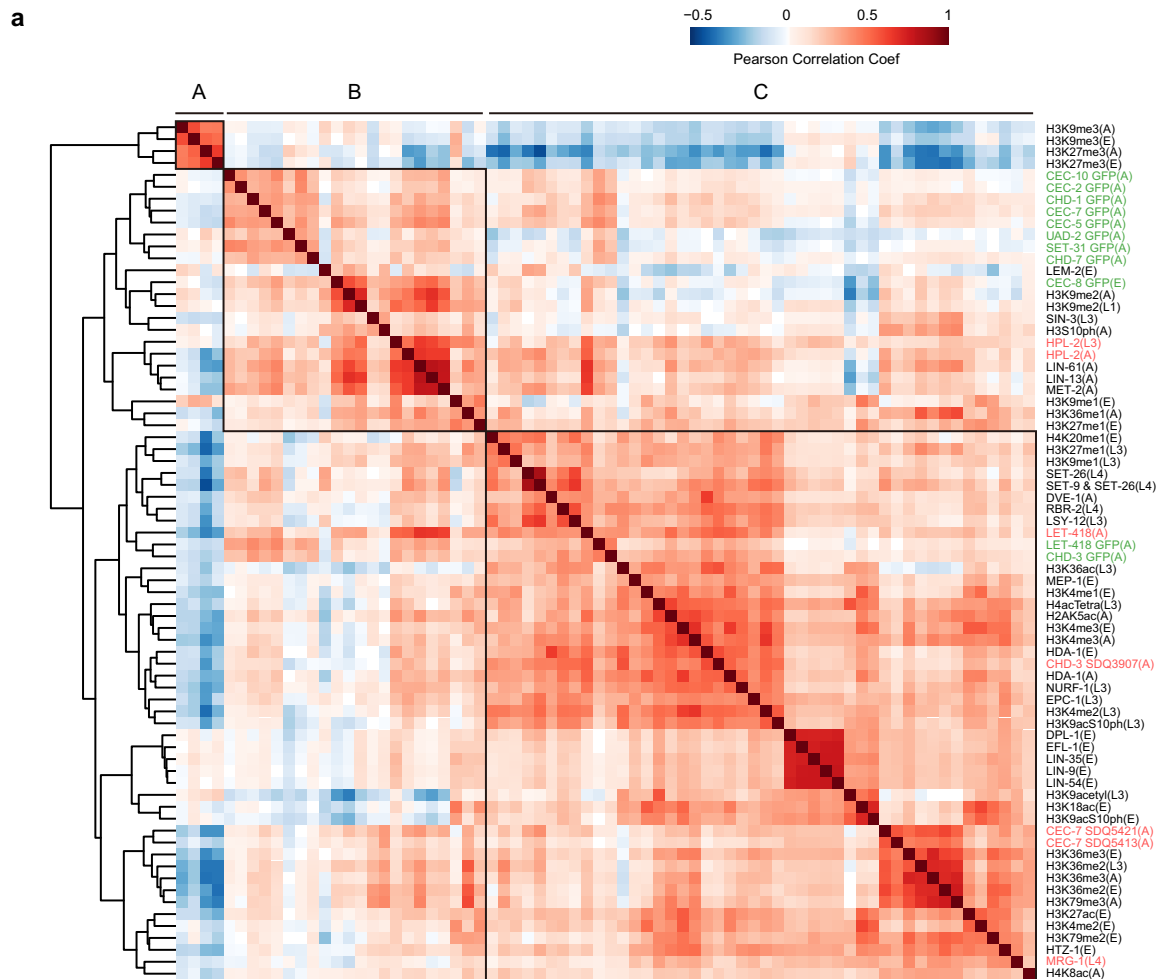 a
−0.5 0 0.5 1
Pearson Correlation Coef
A B C
H3K9me3(A)
H3K9me3(E)
H3K27me3(A)
H3K27me3(E)
CEC-10 GFP(A)
CEC-2 GFP(A)
CHD-1 GFP(A)
CEC-7 GFP(A)
CEC-5 GFP(A)
UAD-2 GFP(A)
SET-31 GFP(A)
CHD-7 GFP(A)
LEM-2(E)
CEC-8 GFP(E)
H3K9me2(A)
H3K9me2(L1)
SIN-3(L3)
H3S10ph(A)
HPL-2(L3)
HPL-2(A)
LIN-61(A)
LIN-13(A)
MET-2(A)
H3K9me1(E)
H3K36me1(A)
H3K27me1(E)
H4K20me1(E)
H3K27me1(L3)
H3K9me1(L3)
SET-26(L4)
SET-9 & SET-26(L4)
DVE-1(A)
RBR-2(L4)
LSY-12(L3)
LET-418(A)
LET-418 GFP(A)
CHD-3 GFP(A)
H3K36ac(L3)
MEP-1(E)
H3K4me1(E)
H4acTetra(L3)
H2AK5ac(A)
H3K4me3(E)
H3K4me3(A)
HDA-1(E)
CHD-3 SDQ3907(A)
HDA-1(A)
NURF-1(L3)
EPC-1(L3)
H3K4me2(L3)
H3K9acS10ph(L3)
DPL-1(E)
EFL-1(E)
LIN-35(E)
LIN-9(E)
LIN-54(E)
H3K9acetyl(L3)
H3K18ac(E)
H3K9acS10ph(E)
CEC-7 SDQ5421(A)
CEC-7 SDQ5413(A)
H3K36me3(E)
H3K36me2(L3)
H3K36me3(A)
H3K36me2(E)
H3K79me3(A)
H3K27ac(E)
H3K4me2(E)
H3K79me2(E)
HTZ-1(E)
MRG-1(L4)
H4K8ac(A)